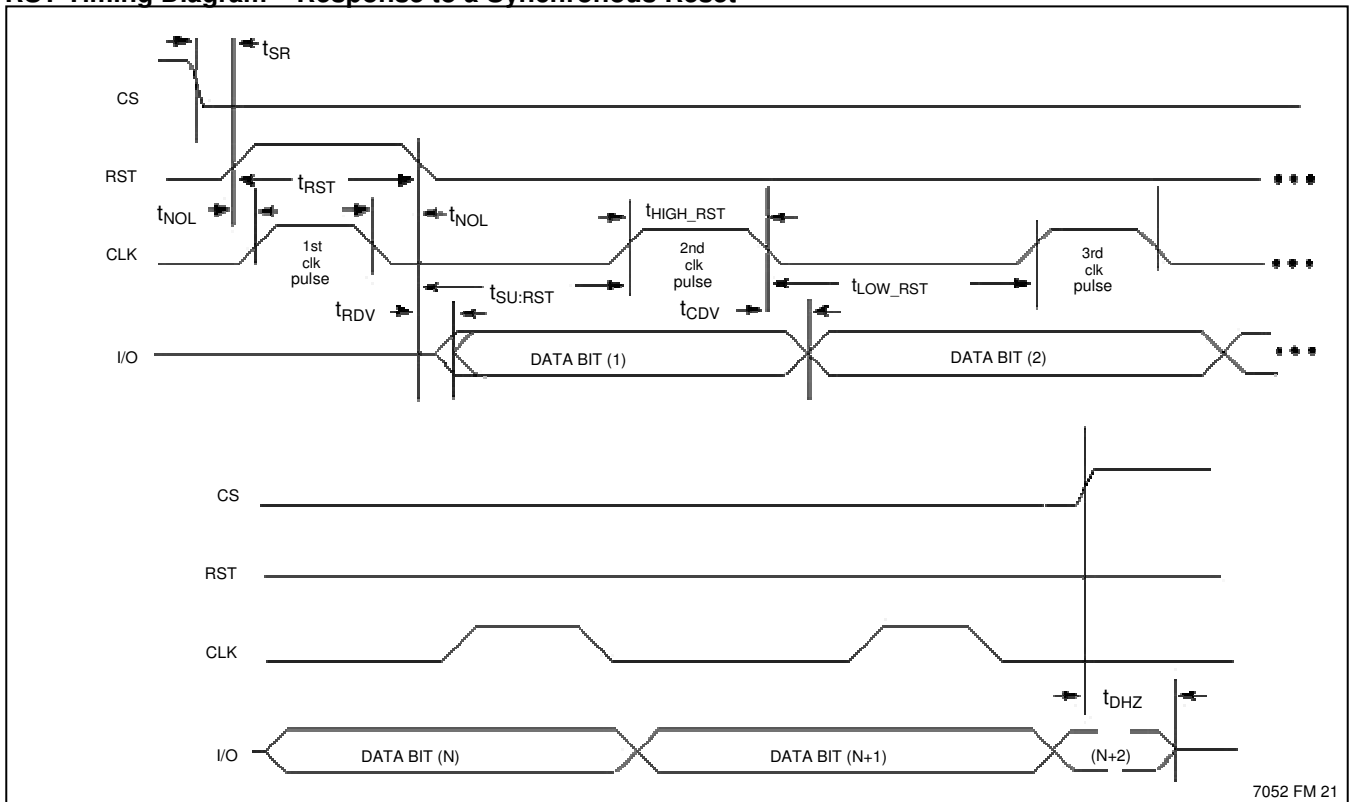 RST Timing Diagram – Response to a Synchronous Reset
tSR
CS
RST
tRST
tNOL
tNOL
tHIGH_RST
CLK
1st
clk
pulse
2nd
clk
pulse
3rd
clk
pulse
tSU:RST
tLOW_RST
tRDV
tCDV
I/O
DATA BIT (1)
DATA BIT (2)
CS
RST
CLK
tDHZ
I/O
DATA BIT (N)
DATA BIT (N+1)
(N+2)
7052 FM 21